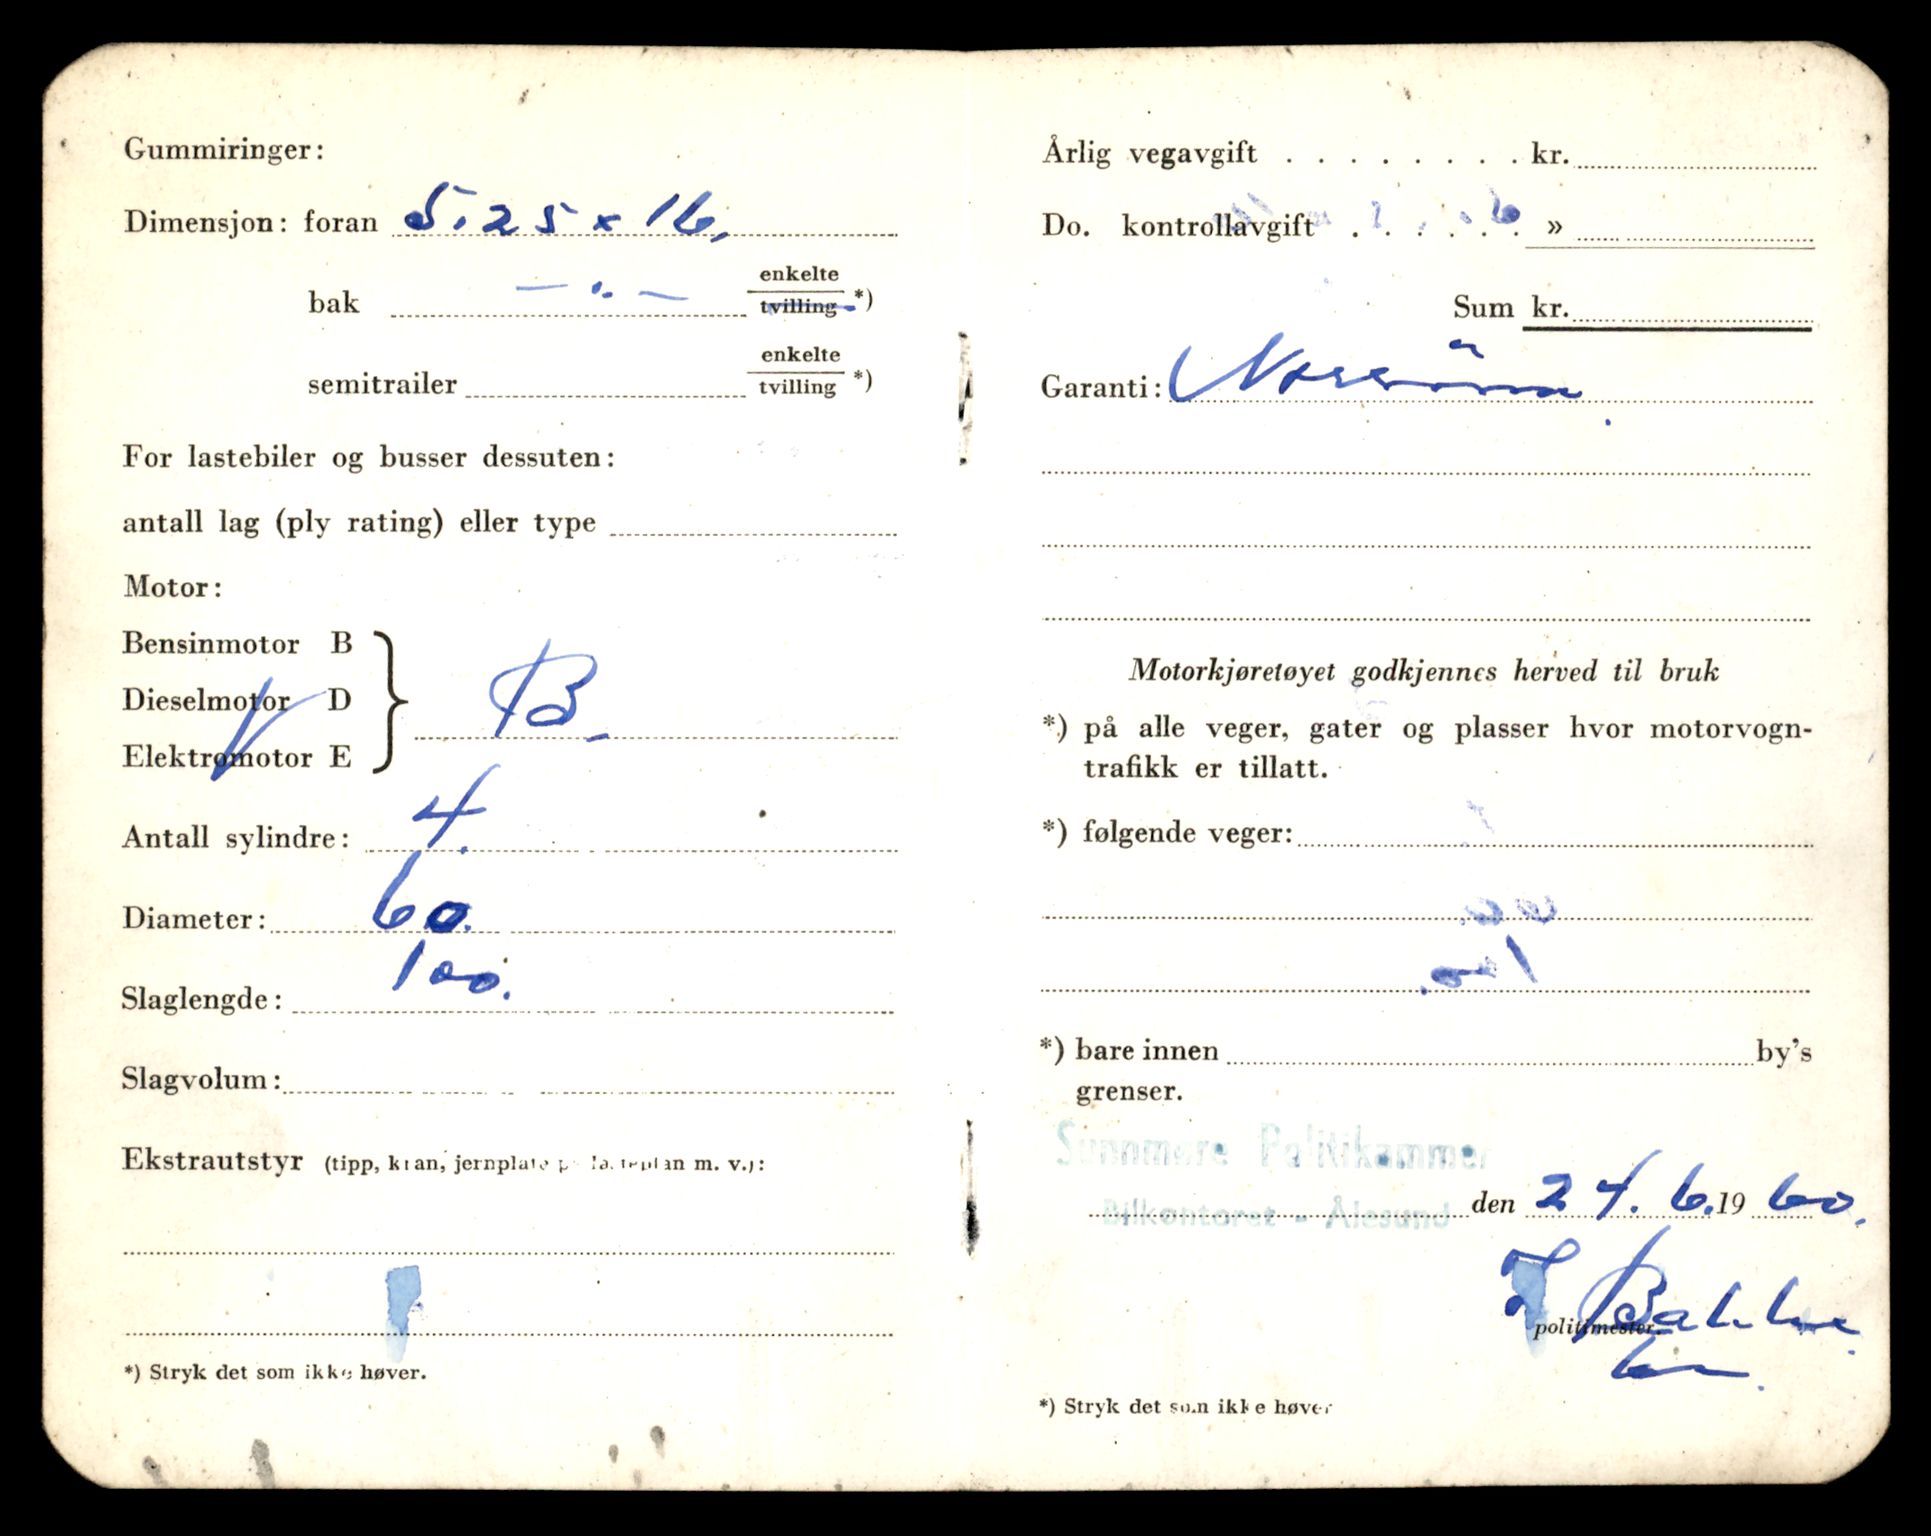 Gummiringer:
Dimensjon: foran 5.25 x 16,
bak — „ — enkelte
tvilling *)
semitrailer enkelte
tvilling *)
For lastebiler og busser dessuten:
antall lag (ply rating) eller type
Motor:
Bensinmotor B
Dieselmotor D
Elektromotor E
B
Antall sylindre: 4.
Diameter: 60.
Slaglengde: 100.
Slagvolum:
Ekstrautstyr (tipp, kran, jernplate på lasteplan m. v.):
*) Stryk det som ikke høver.
Årlig vegavgift . . . . . . . . kr.
Do. kontrollavgift . . . . . . »
Sum kr.
Garanti:
Motorkjøretøyet godkjennes herved til bruk
*) på alle veger, gater og plasser hvor motorvogn-
trafikk er tillatt.
*) følgende veger:
*) bare innen by's
grenser.
Sunnmøre Politikammer
Bilkontoret - Ålesund den 24.6.1960.
Bakke
politimester.
*) Stryk det som ikke høver